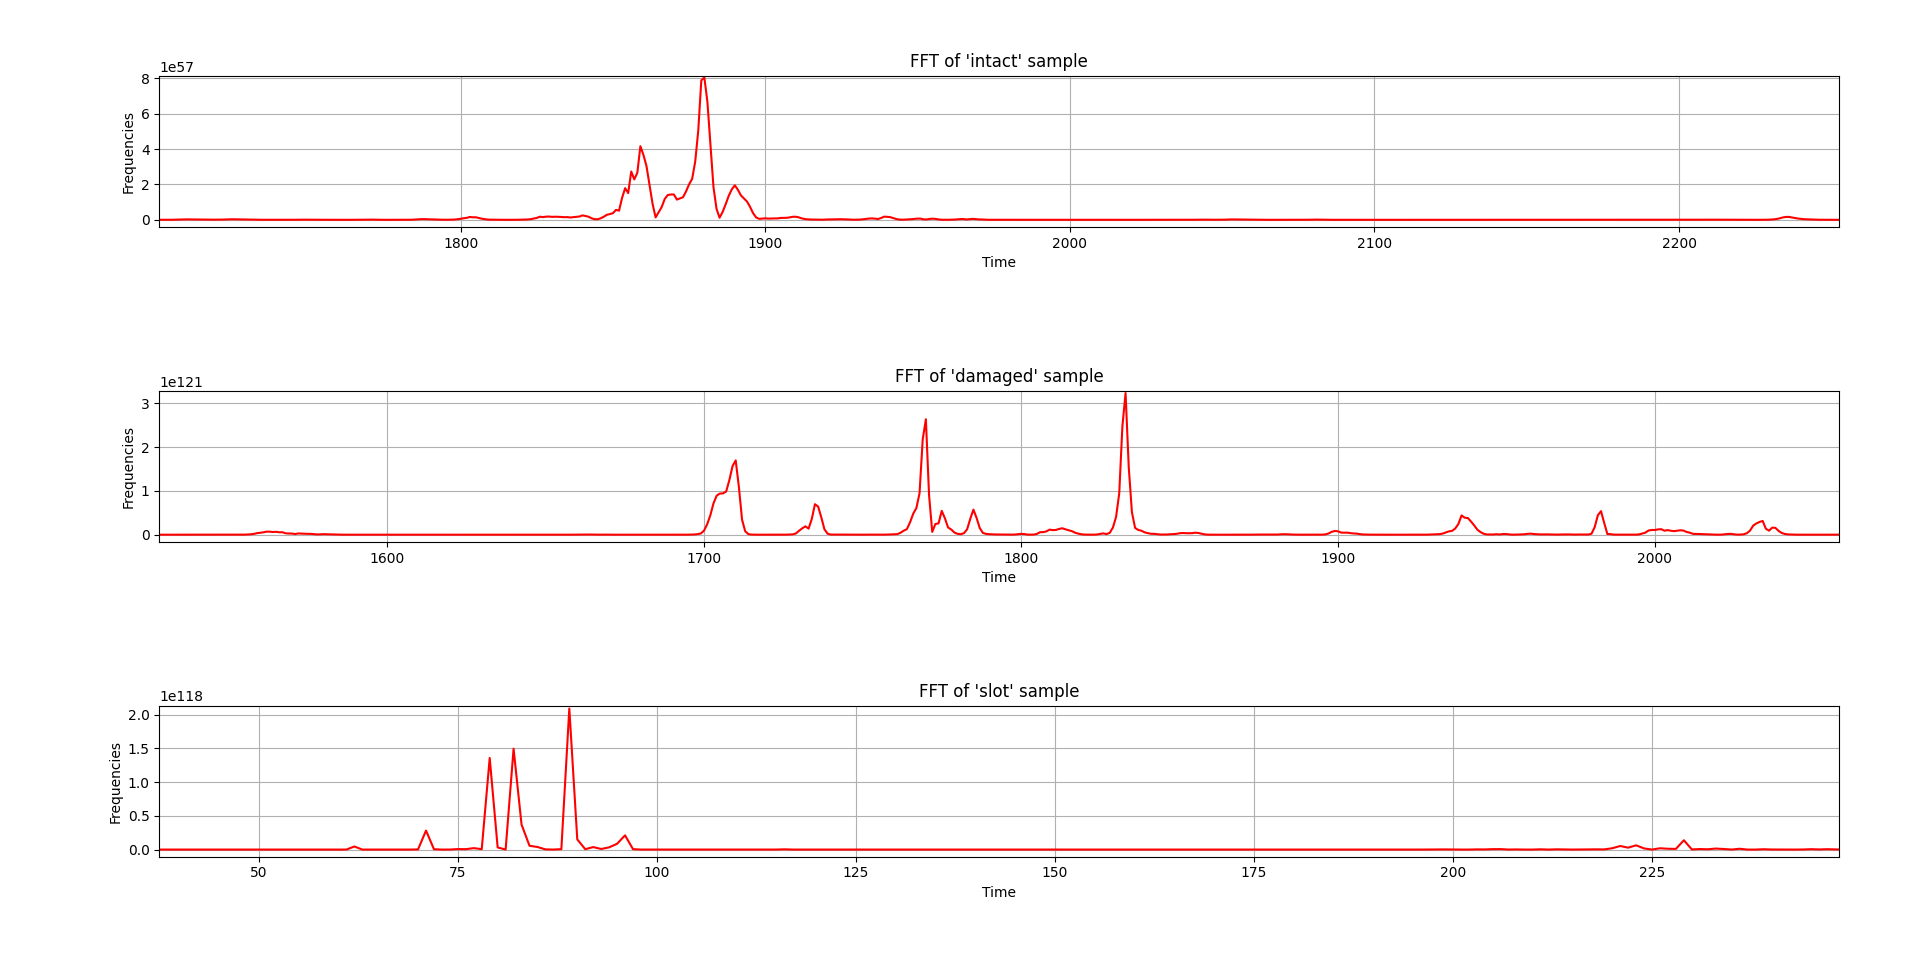 FFT of 'intact' sample
1e57
8
6
4
2
0
Frequencies
1800 1900 2000 2100 2200
Time
FFT of 'damaged' sample
1e121
3
2
1
0
Frequencies
1600 1700 1800 1900 2000
Time
FFT of 'slot' sample
1e118
2.0
1.5
1.0
0.5
0.0
Frequencies
50 75 100 125 150 175 200 225
Time